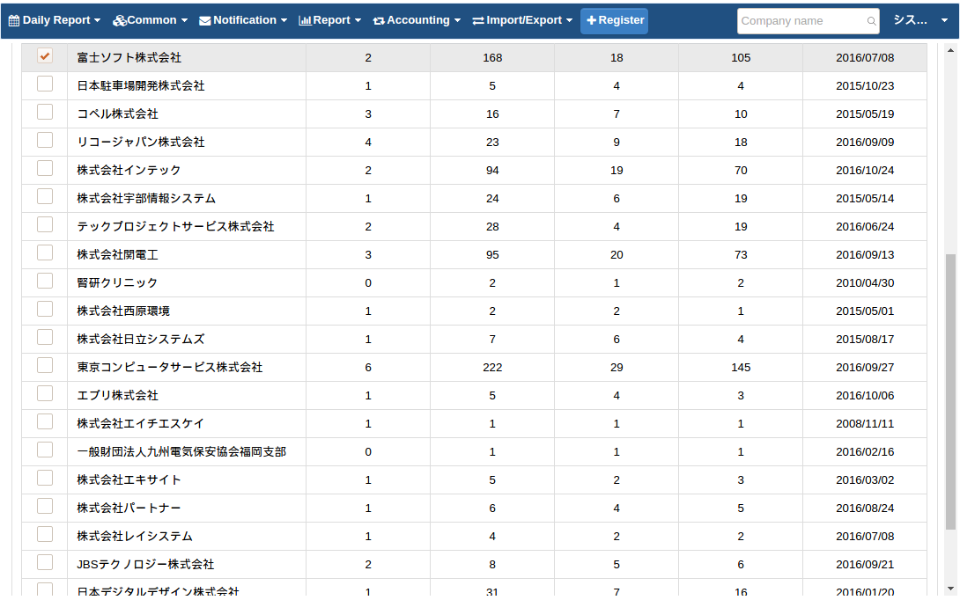 Daily Report Common Notification Report Accounting Import/Export Register Company name シス...
富士ソフト株式会社 2 168 18 105 2016/07/08
日本駐車場開発株式会社 1 5 4 4 2015/10/23
コペル株式会社 3 16 7 10 2015/05/19
リコージャパン株式会社 4 23 9 18 2016/09/09
株式会社インテック 2 94 19 70 2016/10/24
株式会社宇部情報システム 1 24 6 19 2015/05/14
テックプロジェクトサービス株式会社 2 28 4 19 2016/06/24
株式会社関電工 3 95 20 73 2016/09/13
腎研クリニック 0 2 1 2 2010/04/30
株式会社西原環境 1 2 2 1 2015/05/01
株式会社日立システムズ 1 7 6 4 2015/08/17
東京コンピュータサービス株式会社 6 222 29 145 2016/09/27
エプリ株式会社 1 5 4 3 2016/10/06
株式会社エイチエスケイ 1 1 1 1 2008/11/11
一般財団法人九州電気保安協会福岡支部 0 1 1 1 2016/02/16
株式会社エキサイト 1 5 2 3 2016/03/02
株式会社パートナー 1 6 4 5 2016/08/24
株式会社レイシステム 1 4 2 2 2016/07/08
JBSテクノロジー株式会社 2 8 5 6 2016/09/21
日本デジタルデザイン株式会社 1 31 7 16 2016/01/20